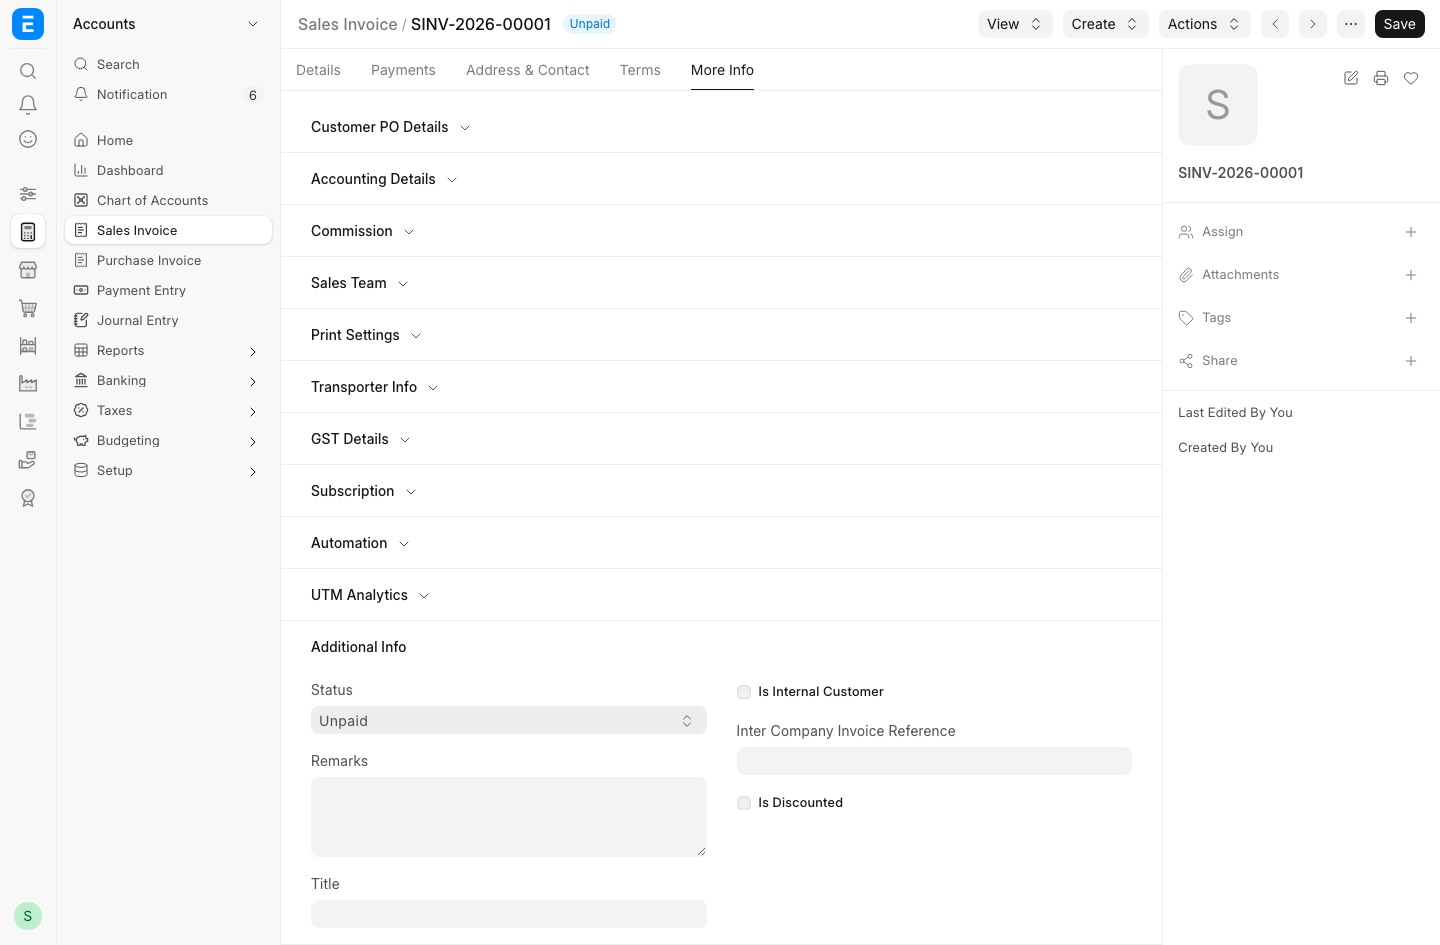 Accounts
Search
Notification 6
Home
Dashboard
Chart of Accounts
Sales Invoice
Purchase Invoice
Payment Entry
Journal Entry
Reports
Banking
Taxes
Budgeting
Setup
S
Sales Invoice / SINV-2026-00001 Unpaid
View Create Actions ··· Save
Details Payments Address & Contact Terms More Info
Customer PO Details
Accounting Details
Commission
Sales Team
Print Settings
Transporter Info
GST Details
Subscription
Automation
UTM Analytics
Additional Info
Status
Unpaid
Remarks
Title
Is Internal Customer
Inter Company Invoice Reference
Is Discounted
S
SINV-2026-00001
Assign
Attachments
Tags
Share
Last Edited By You
Created By You